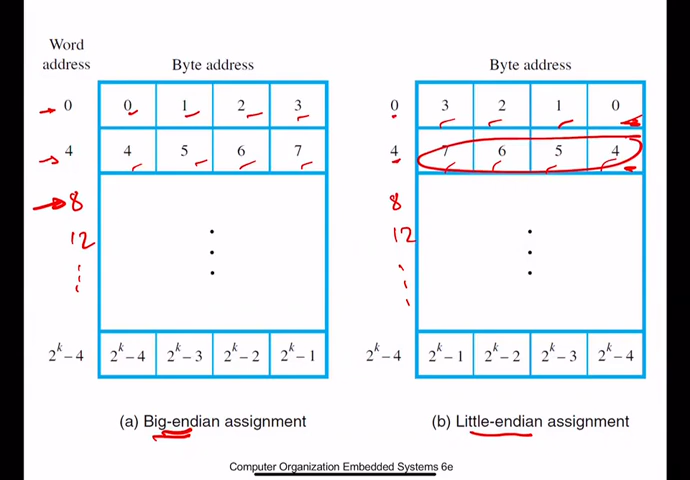 Word
address Byte address Byte address
0 0 1 2 3 0 3 2 1 0
4 4 5 6 7 4 7 6 5 4
8 8
12 12
2^k – 4 2^k – 4 2^k – 3 2^k – 2 2^k – 1 2^k – 4 2^k – 1 2^k – 2 2^k – 3 2^k – 4
(a) Big-endian assignment (b) Little-endian assignment
Computer Organization Embedded Systems 6e